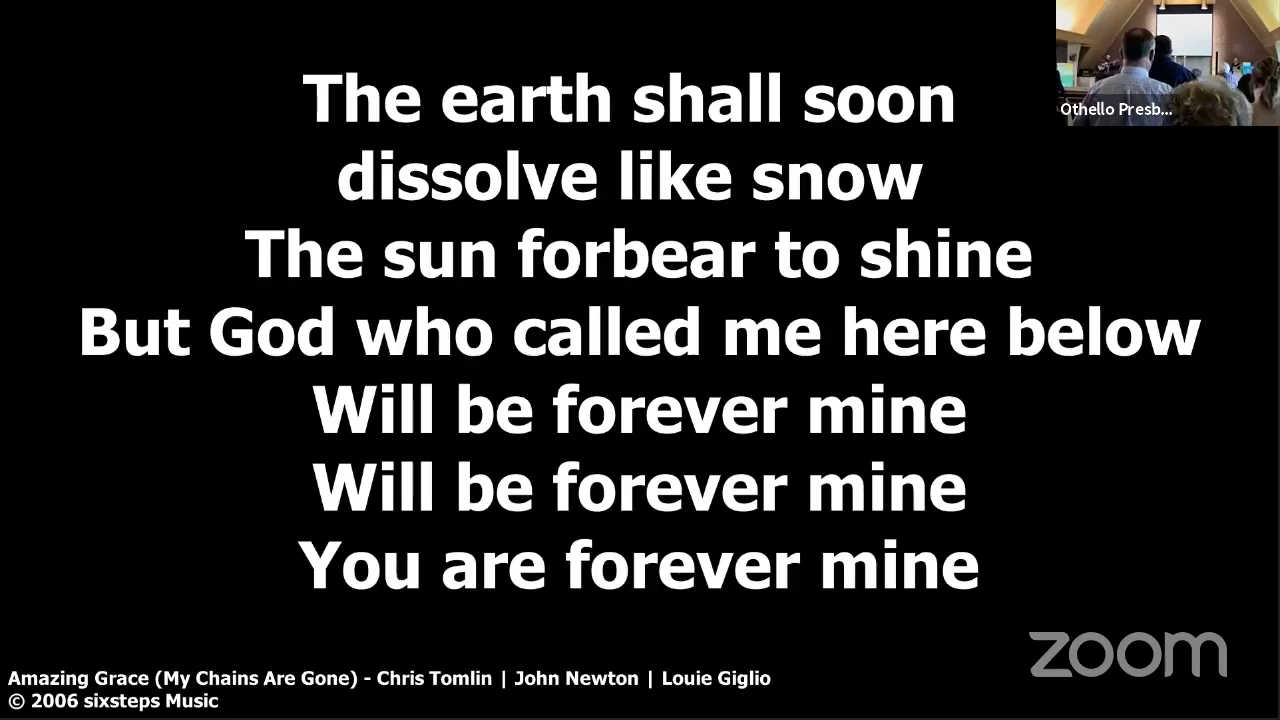 The earth shall soon
dissolve like snow
The sun forbear to shine
But God who called me here below
Will be forever mine
Will be forever mine
You are forever mine
Othello Presb...
zoom
Amazing Grace (My Chains Are Gone) - Chris Tomlin | John Newton | Louie Giglio
© 2006 sixsteps Music